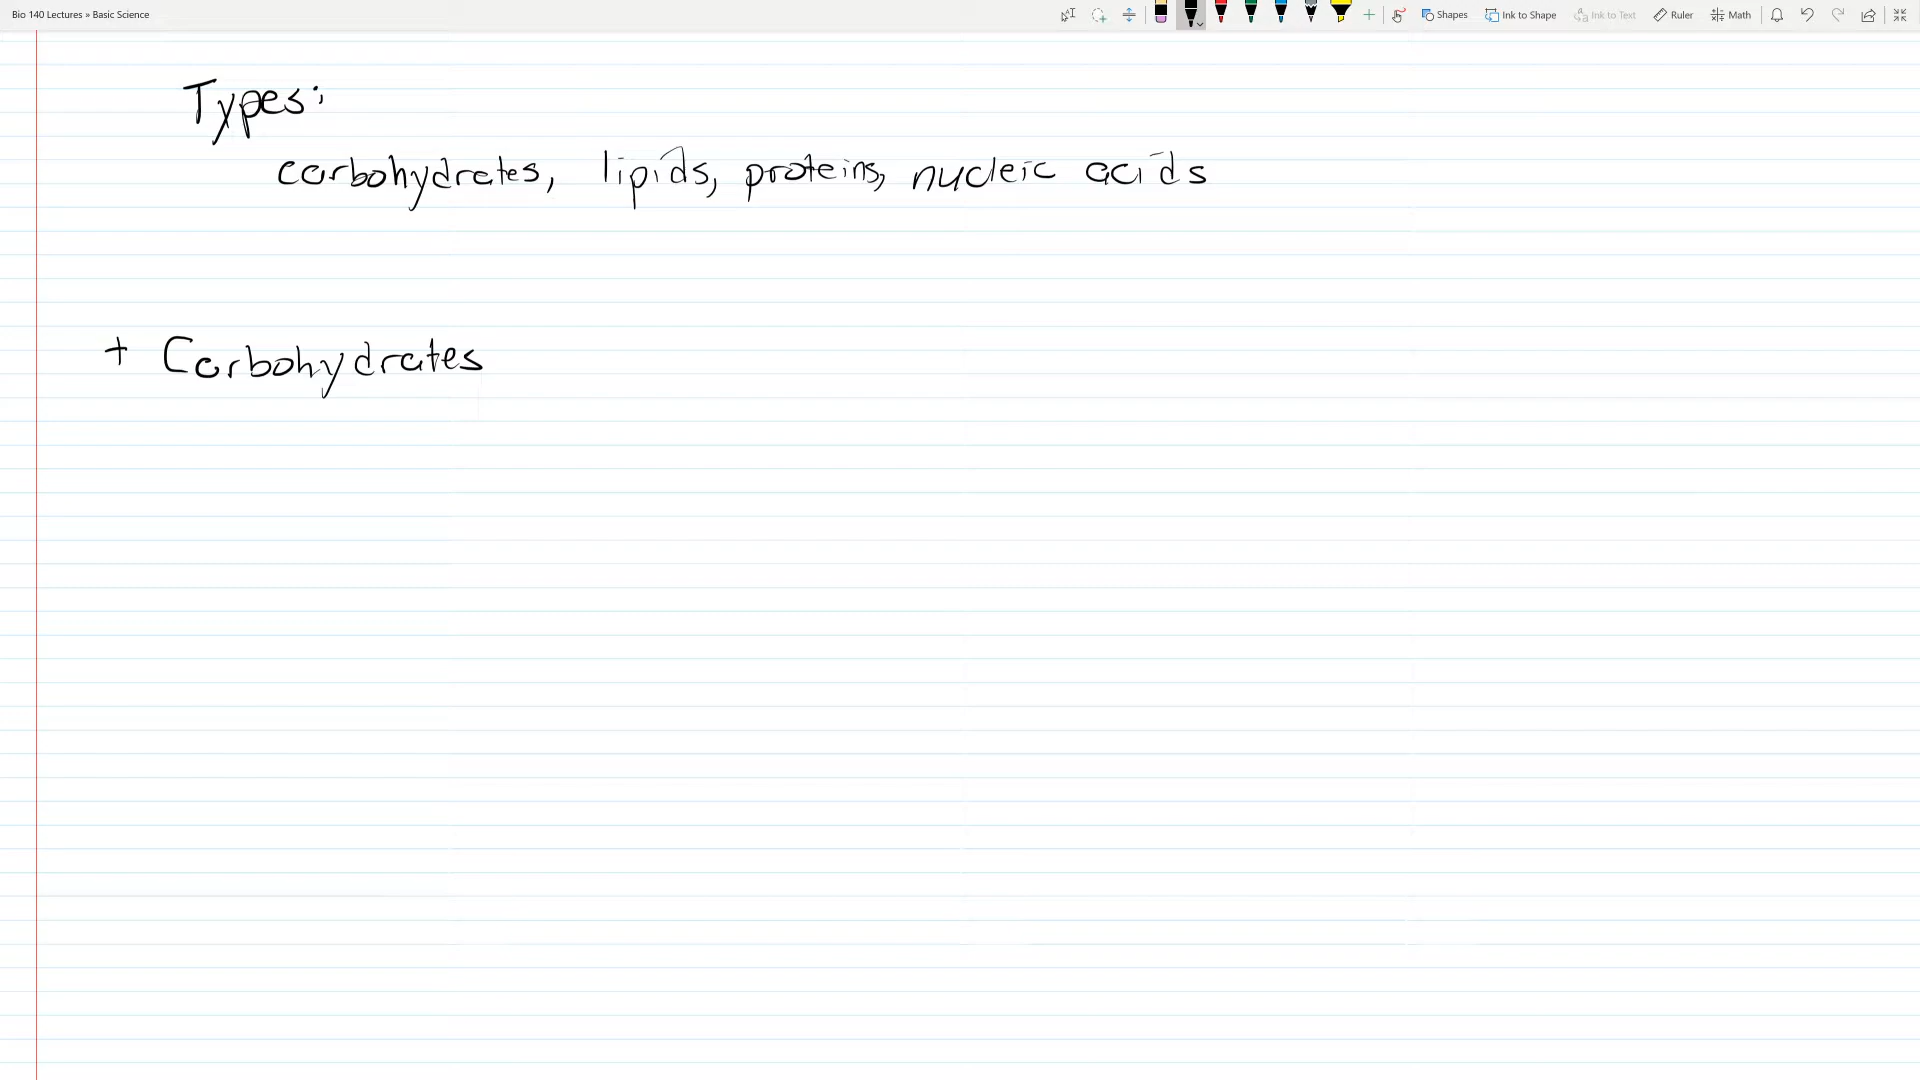 Bio 140 Lectures » Basic Science
Shapes Ink to Shape Ink to Text Ruler Math
Types:
carbohydrates, lipids, proteins, nucleic acids
+ Carbohydrates